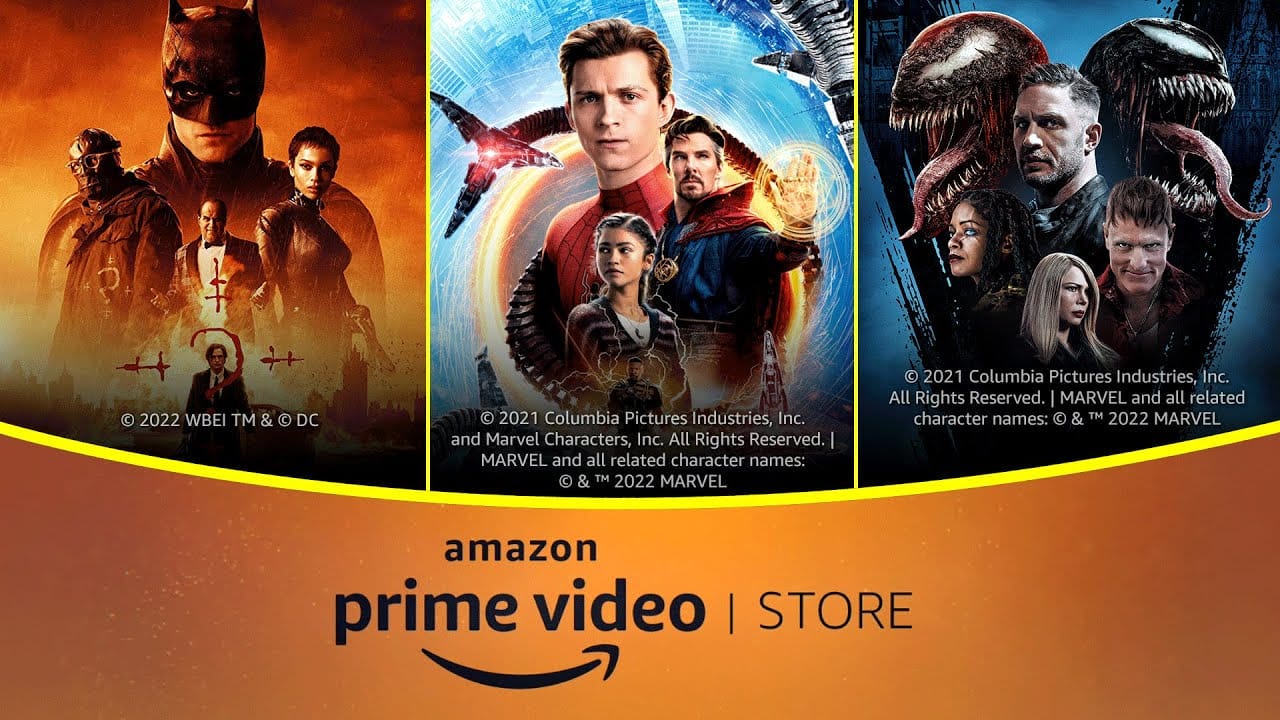 © 2022 WBEI TM & © DC
© 2021 Columbia Pictures Industries, Inc.
and Marvel Characters, Inc. All Rights Reserved. |
MARVEL and all related character names:
© & ™ 2022 MARVEL
© 2021 Columbia Pictures Industries, Inc.
All Rights Reserved. | MARVEL and all related
character names: © & ™ 2022 MARVEL
amazon
prime video | STORE